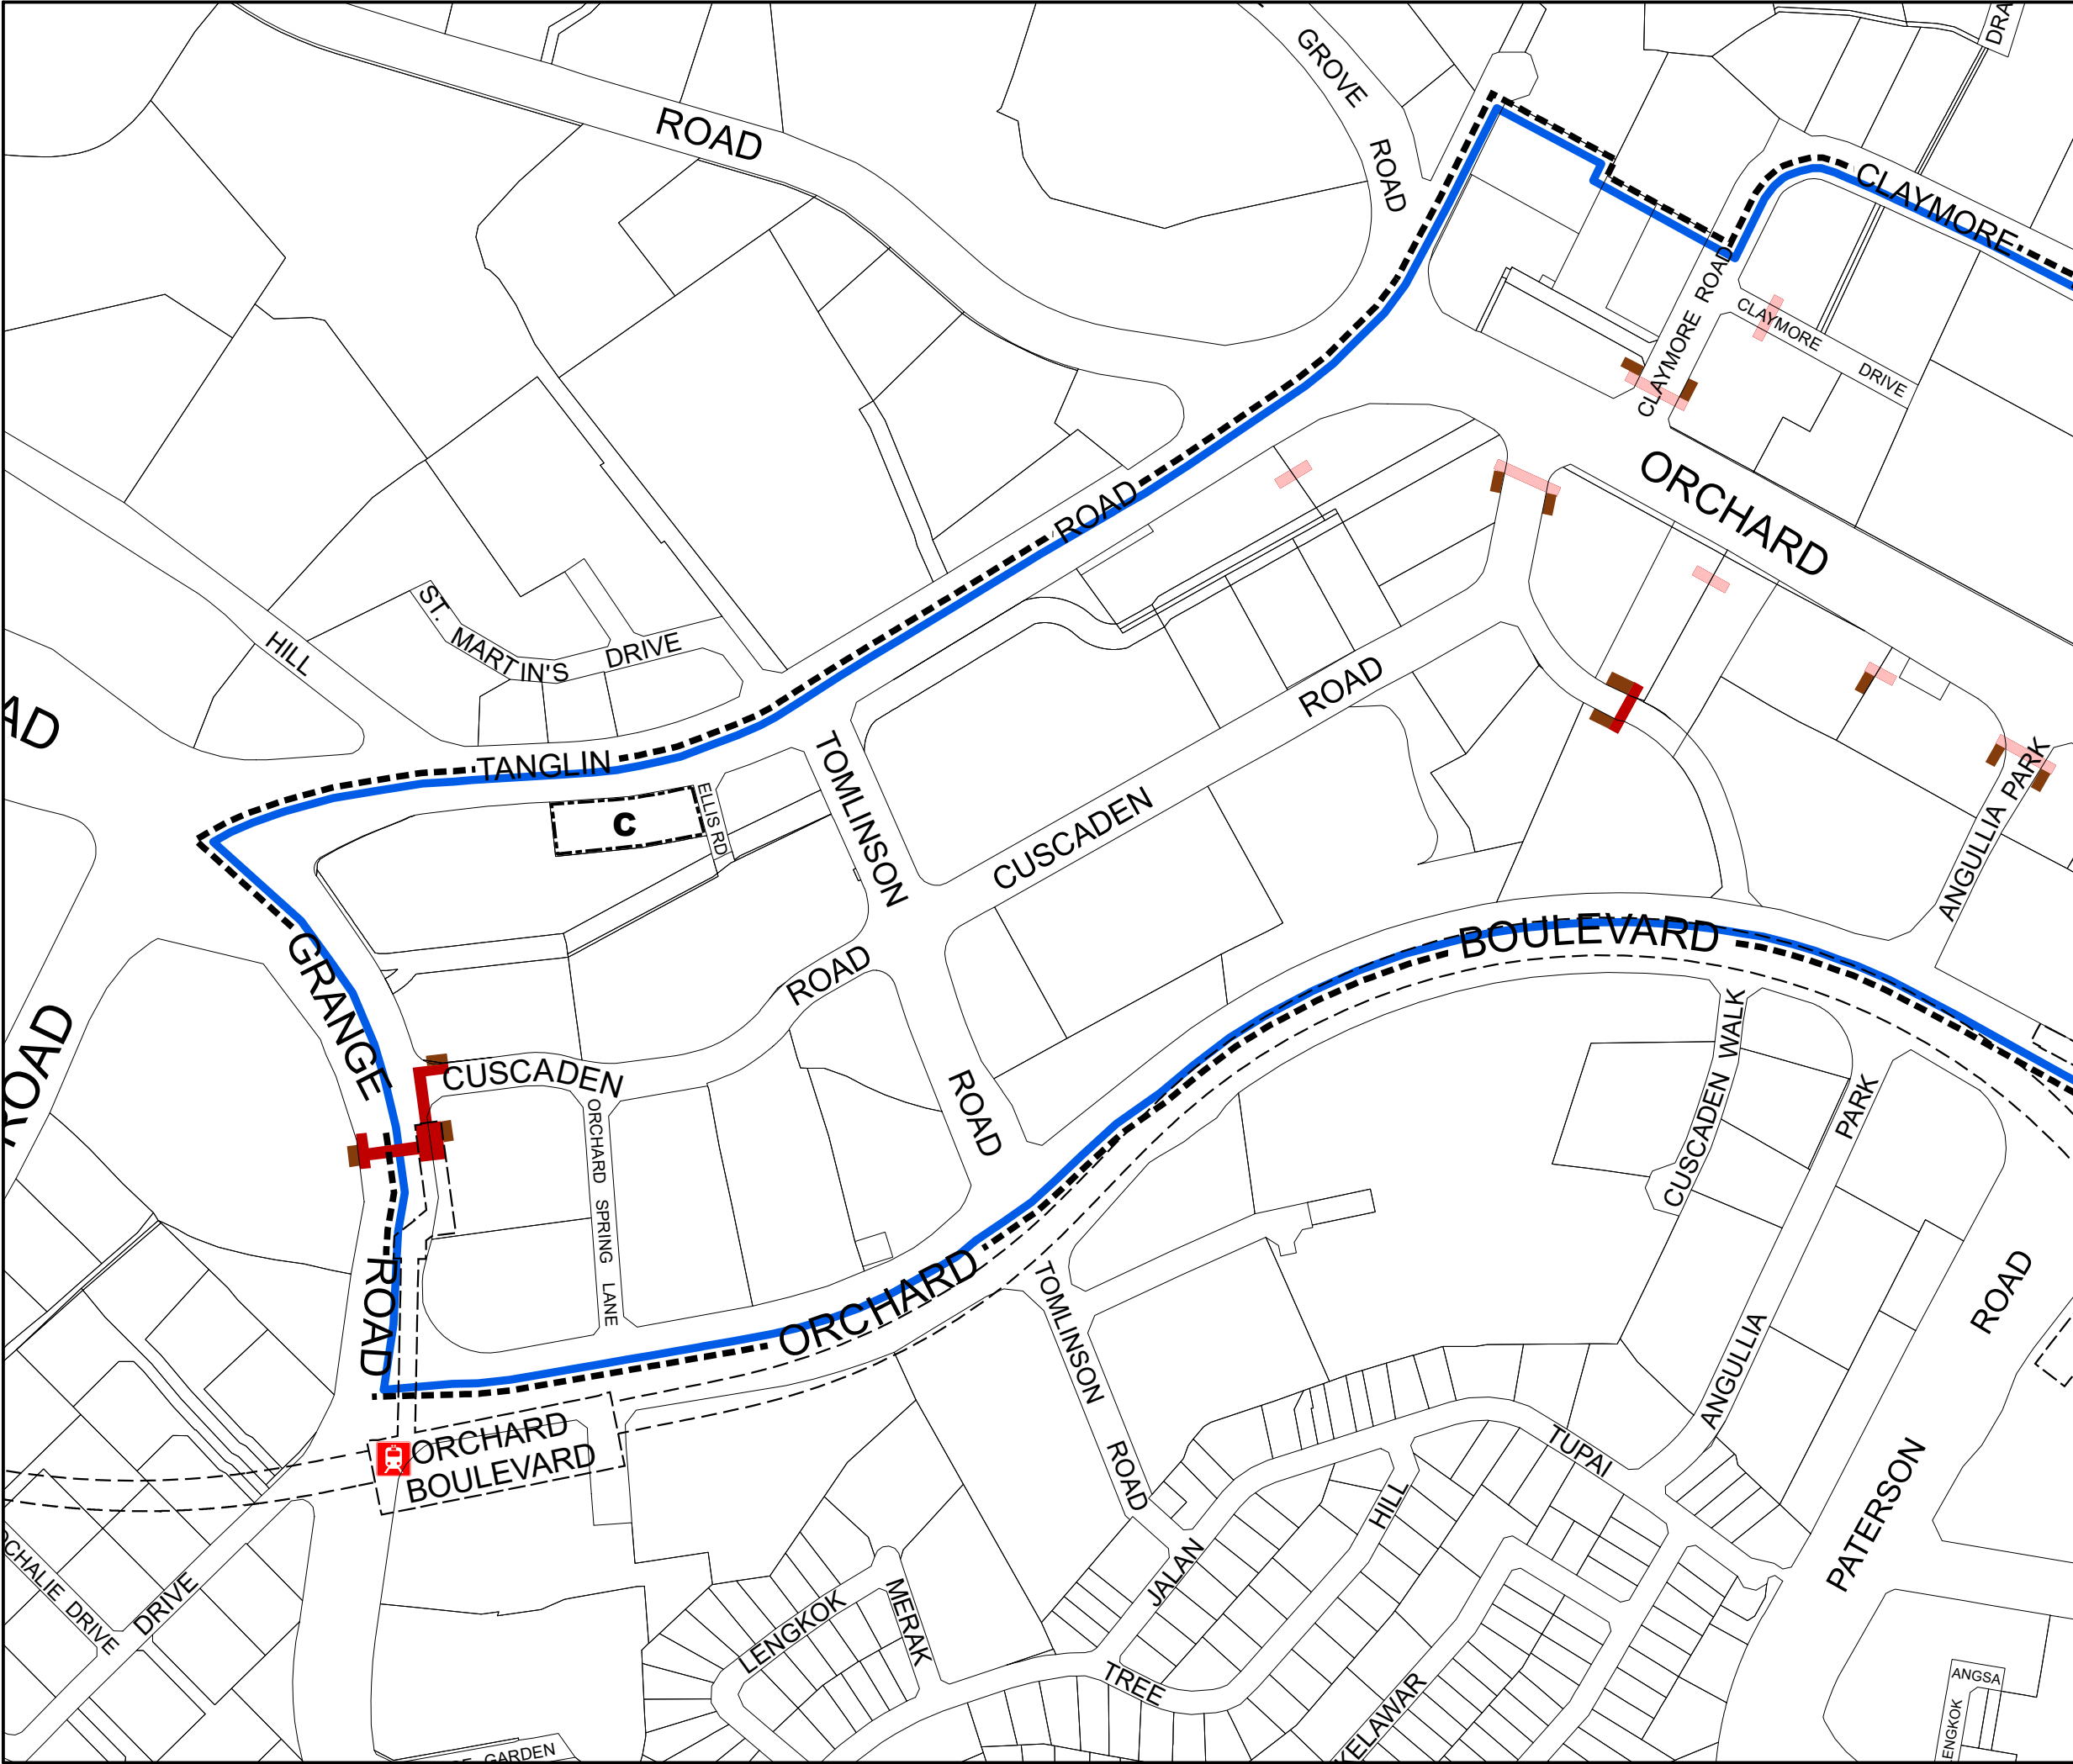 GROVE
ROAD
DRA
ROAD
CLAYMORE
CLAYMORE ROAD
CLAYMORE
DRIVE
ORCHARD
ROAD
ST.
MARTIN'S
DRIVE
HILL
AD
TANGLIN
TOMLINSON
ELLIS RD
C
CUSCADEN
ROAD
ANGULLIA PARK
BOULEVARD
GRANGE
ROAD
ROAD
CUSCADEN
ROAD
CUSCADEN WALK
PARK
ORCHARD SPRING LANE
ROAD
ORCHARD
TOMLINSON
ROAD
ANGULLIA
ROAD
ORCHARD
BOULEVARD
TUPAI
HILL
PATERSON
JALAN
DRIVE
LENGKOK
MERAK
TREE
KELAWAR
ANGSA
GARDEN